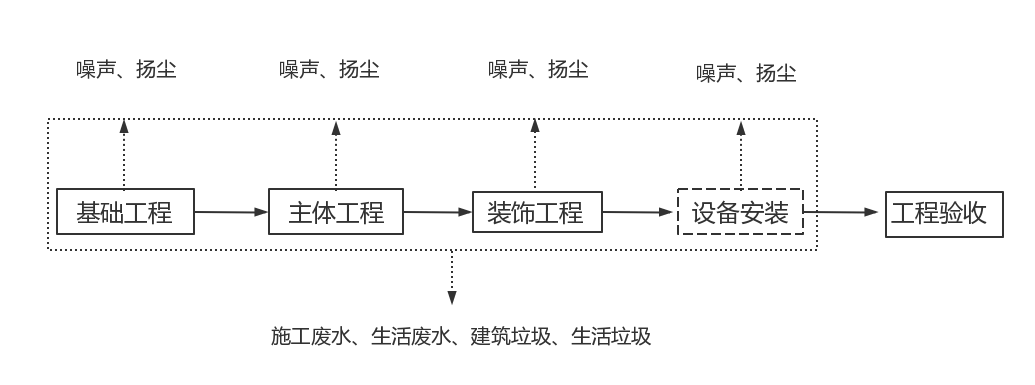 噪声、扬尘
噪声、扬尘
噪声、扬尘
噪声、扬尘
基础工程
主体工程
装饰工程
设备安装
工程验收
施工废水、生活废水、建筑垃圾、生活垃圾